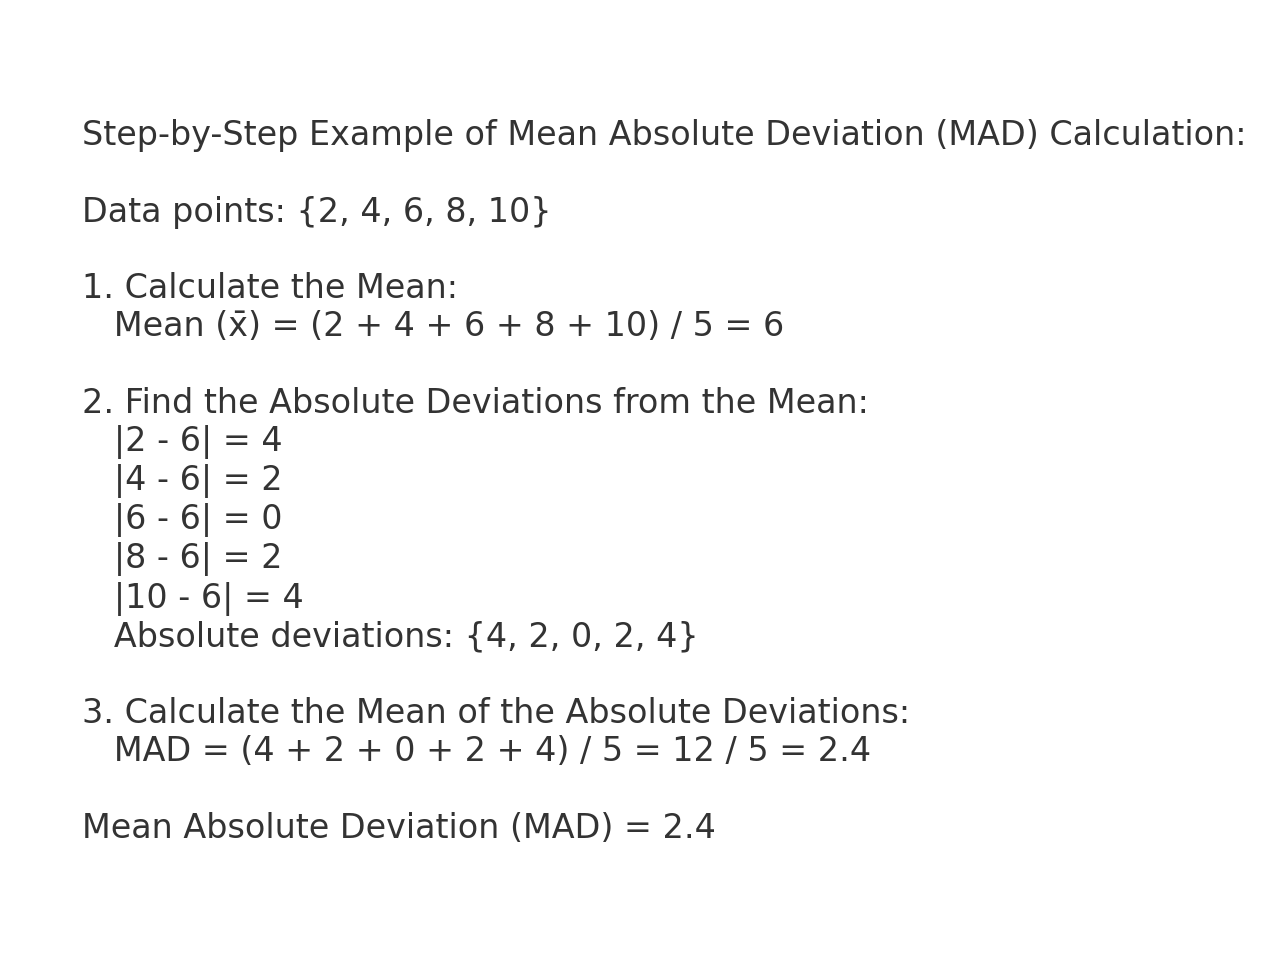 Step-by-Step Example of Mean Absolute Deviation (MAD) Calculation:
Data points: {2, 4, 6, 8, 10}
1. Calculate the Mean:
Mean (x̄) = (2 + 4 + 6 + 8 + 10) / 5 = 6
2. Find the Absolute Deviations from the Mean:
|2 - 6| = 4
|4 - 6| = 2
|6 - 6| = 0
|8 - 6| = 2
|10 - 6| = 4
Absolute deviations: {4, 2, 0, 2, 4}
3. Calculate the Mean of the Absolute Deviations:
MAD = (4 + 2 + 0 + 2 + 4) / 5 = 12 / 5 = 2.4
Mean Absolute Deviation (MAD) = 2.4